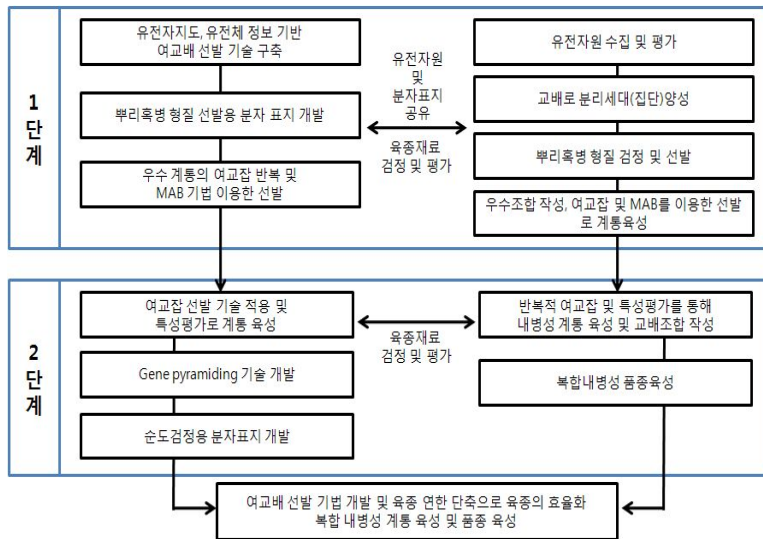 1
단
계
유전자지도, 유전체 정보 기반
여교배 선발 기술 구축
뿌리혹병 형질 선발용 분자 표지 개발
우수 계통의 여교잡 반복 및
MAB 기법 이용한 선발
유전자원
및
분자표지
공유
육종재료
검정 및 평가
유전자원 수집 및 평가
교배로 분리세대(집단)양성
뿌리혹병 형질 검정 및 선발
우수조합 작성, 여교잡 및 MAB를 이용한 선발
로 계통육성
2
단
계
여교잡 선발 기술 적용 및
특성평가로 계통 육성
Gene pyramiding 기술 개발
순도검정용 분자표지 개발
육종재료
검정 및 평가
반복적 여교잡 및 특성평가를 통해
내병성 계통 육성 및 교배조합 작성
복합내병성 품종육성
여교배 선발 기법 개발 및 육종 연한 단축으로 육종의 효율화
복합 내병성 계통 육성 및 품종 육성